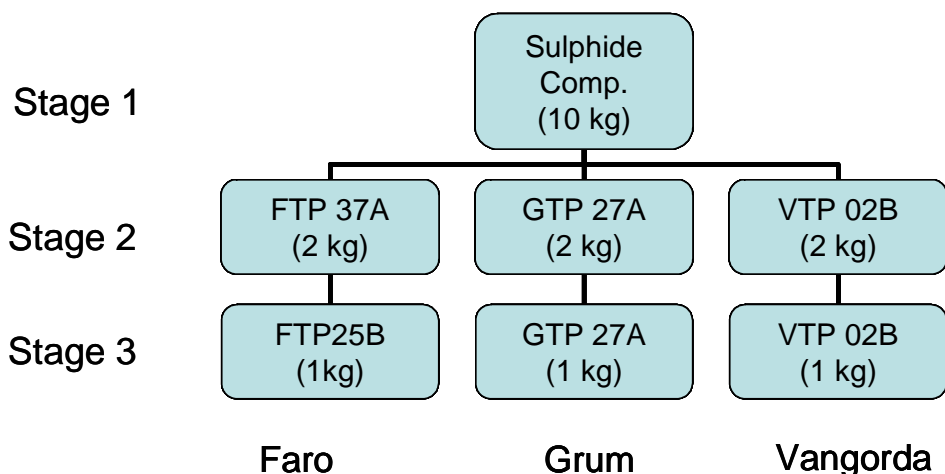 Stage 1
Sulphide
Comp.
(10 kg)
Stage 2
FTP 37A
(2 kg)
GTP 27A
(2 kg)
VTP 02B
(2 kg)
Stage 3
FTP25B
(1kg)
GTP 27A
(1 kg)
VTP 02B
(1 kg)
Faro
Grum
Vangorda